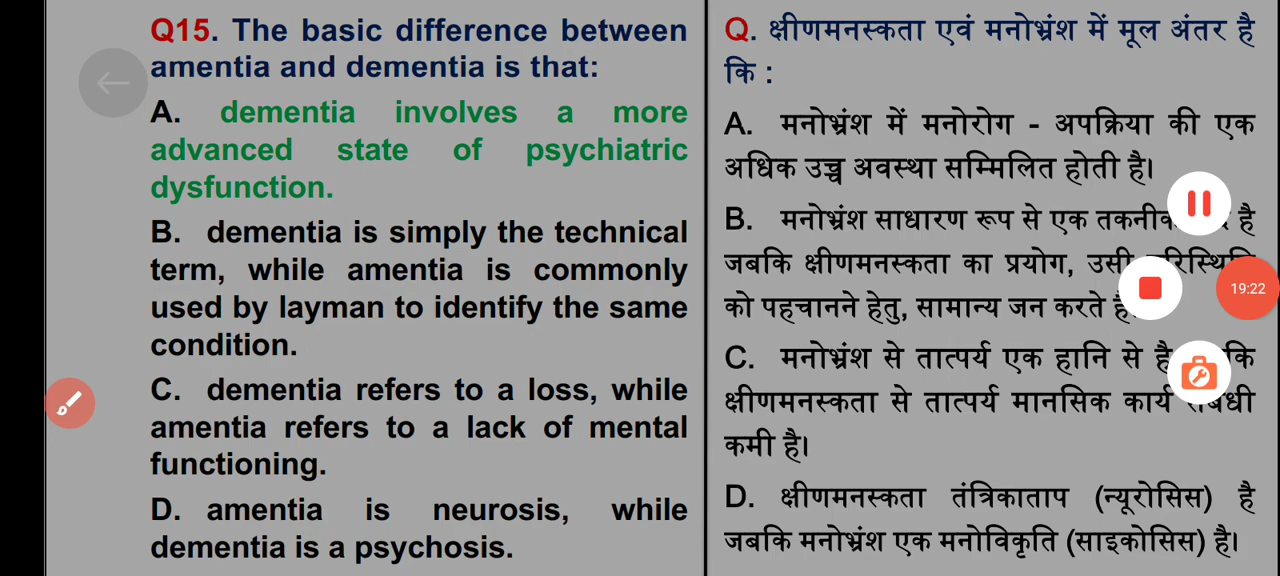 Q15. The basic difference between
amentia and dementia is that:
A. dementia involves a more
advanced state of psychiatric
dysfunction.
B. dementia is simply the technical
term, while amentia is commonly
used by layman to identify the same
condition.
C. dementia refers to a loss, while
amentia refers to a lack of mental
functioning.
D. amentia is neurosis, while
dementia is a psychosis.
Q. क्षीणमनस्कता एवं मनोभ्रंश में मूल अंतर है
कि :
A. मनोभ्रंश में मनोरोग - अपक्रिया की एक
अधिक उच्च अवस्था सम्मिलित होती है।
B. मनोभ्रंश साधारण रूप से एक है
जबकि क्षीणमनस्कता का प्रयोग, उसी
को पहचानने हेतु, सामान्य जन करते
C. मनोभ्रंश से तात्पर्य एक हानि से
क्षीणमनस्कता से तात्पर्य मानसिक कार्य
कमी है।
D. क्षीणमनस्कता तंत्रिकाताप (न्यूरोसिस) है
जबकि मनोभ्रंश एक मनोविकृति (साइकोसिस) है।
19:22